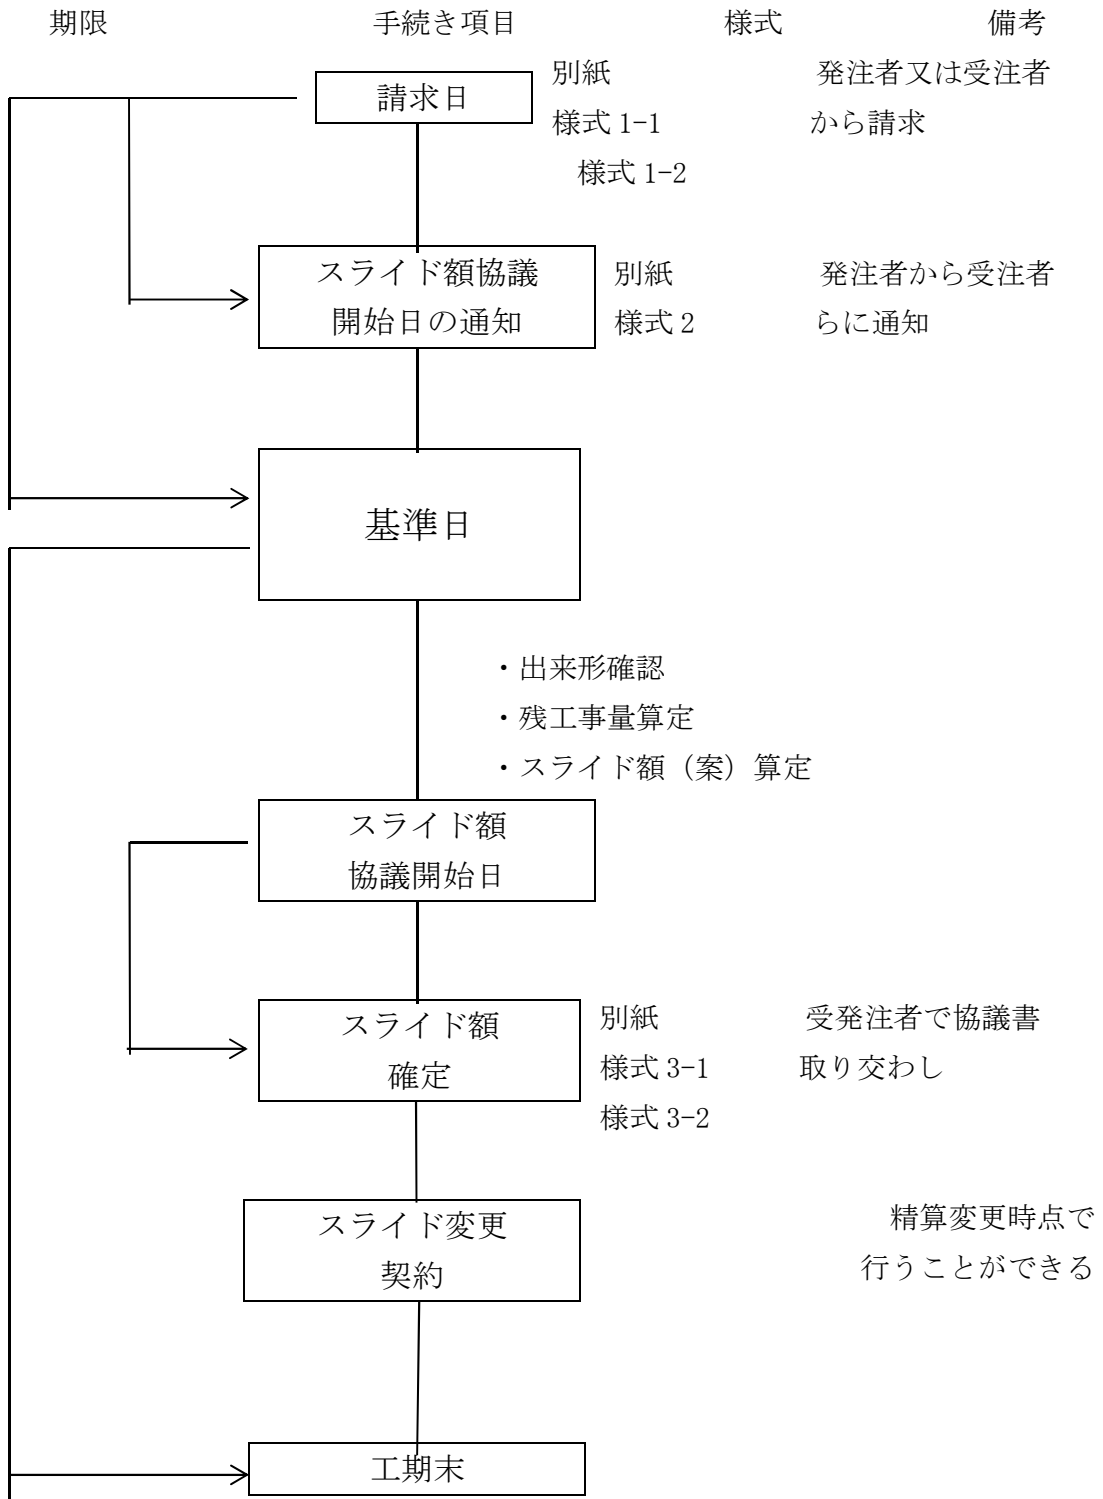 期限 手続き項目 様式 備考
請求日
別紙
様式 1-1
様式 1-2
発注者又は受注者
から請求
スライド額協議
開始日の通知
別紙
様式 2
発注者から受注者
らに通知
基準日
・出来形確認
・残工事量算定
・スライド額（案）算定
スライド額
協議開始日
スライド額
確定
別紙
様式 3-1
様式 3-2
受発注者で協議書
取り交わし
スライド変更
契約
精算変更時点で
行うことができる
工期末